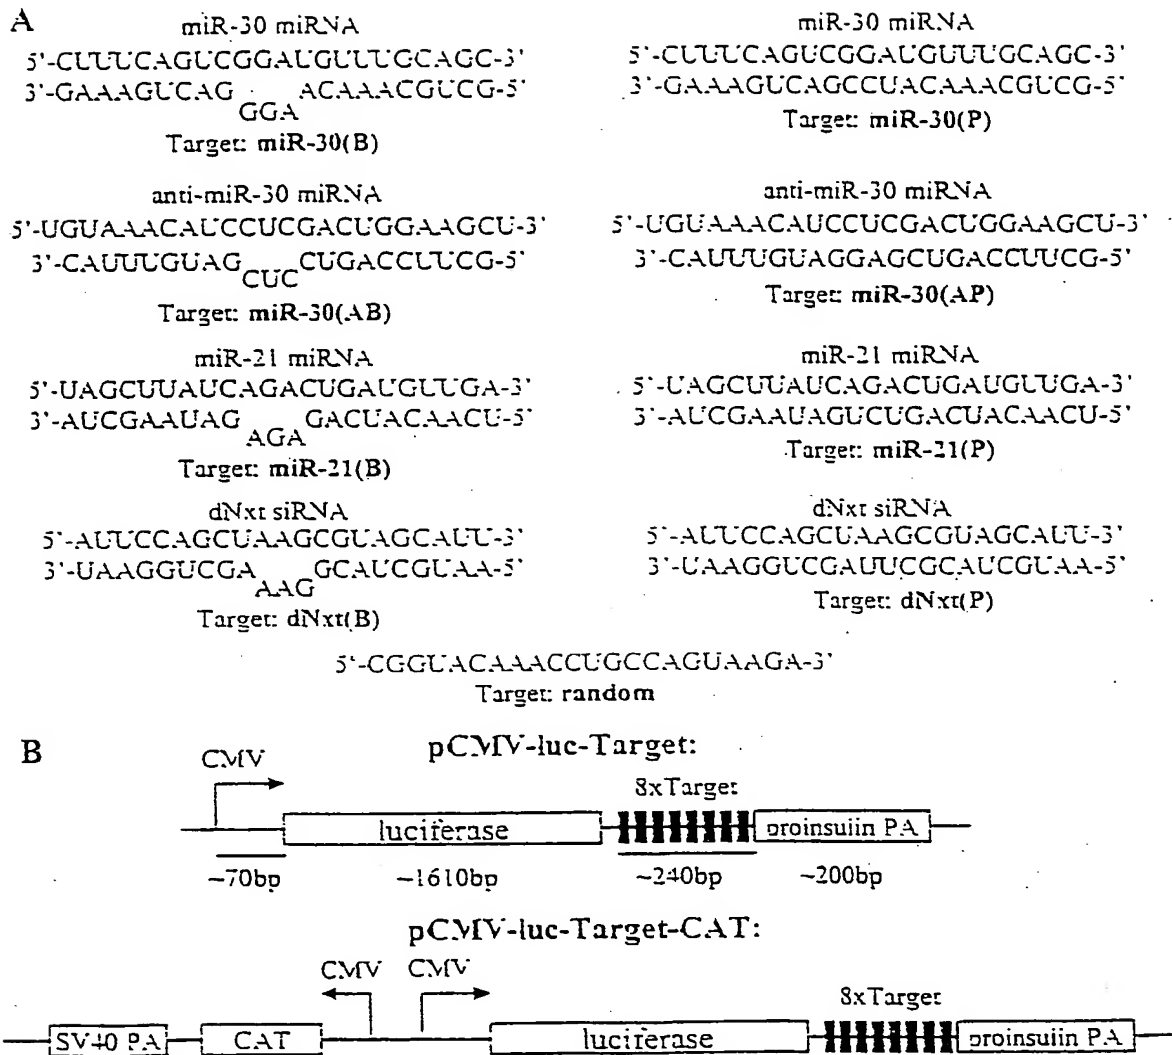 A
miR-30 miRNA
5'-CUUUCAGUCGGAUGUUUGCAGC-3'
3'-GAAAGUCAG ACAAACGUCG-5'
GGA
Target: miR-30(B)
miR-30 miRNA
5'-CUUUCAGUCGGAUGUUUGCAGC-3'
3'-GAAAGUCAGCCUACAAACGUCG-5'
Target: miR-30(P)
anti-miR-30 miRNA
5'-UGUAAACAUCCUCGACUGGAAGCU-3'
3'-CAUUUGUAG CUGACCUUCG-5'
CUC
Target: miR-30(AB)
anti-miR-30 miRNA
5'-UGUAAACAUCCUCGACUGGAAGCU-3'
3'-CAUUUGUAGGAGCUGACCUUCG-5'
Target: miR-30(AP)
miR-21 miRNA
5'-UAGCUUAUCAGACUGAUGUUGA-3'
3'-AUCGAAUAG GACUACAACU-5'
AGA
Target: miR-21(B)
miR-21 miRNA
5'-UAGCUUAUCAGACUGAUGUUGA-3'
3'-AUCGAAUAGUCUGACUACAACU-5'
Target: miR-21(P)
dNxt siRNA
5'-AUUCCAGCUAAGCGUAGCAUU-3'
3'-UAAGGUCGA GCAUCGUAA-5'
AAG
Target: dNxt(B)
dNxt siRNA
5'-AUUCCAGCUAAGCGUAGCAUU-3'
3'-UAAGGUCGAUUCGCAUCGUAA-5'
Target: dNxt(P)
5'-CGGUACAAACCUGCCAGUAAGA-3'
Target: random
B
pCMV-luc-Target:
CMV
8xTarget
luciferase
proinsulin PA
~70bp ~1610bp ~240bp ~200bp
pCMV-luc-Target-CAT:
CMV CMV
8xTarget
SV40 PA CAT luciferase proinsulin PA